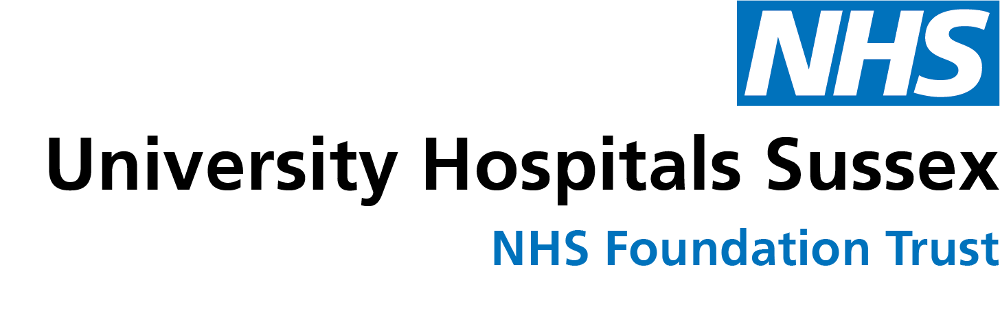 NHS
University Hospitals Sussex
NHS Foundation Trust